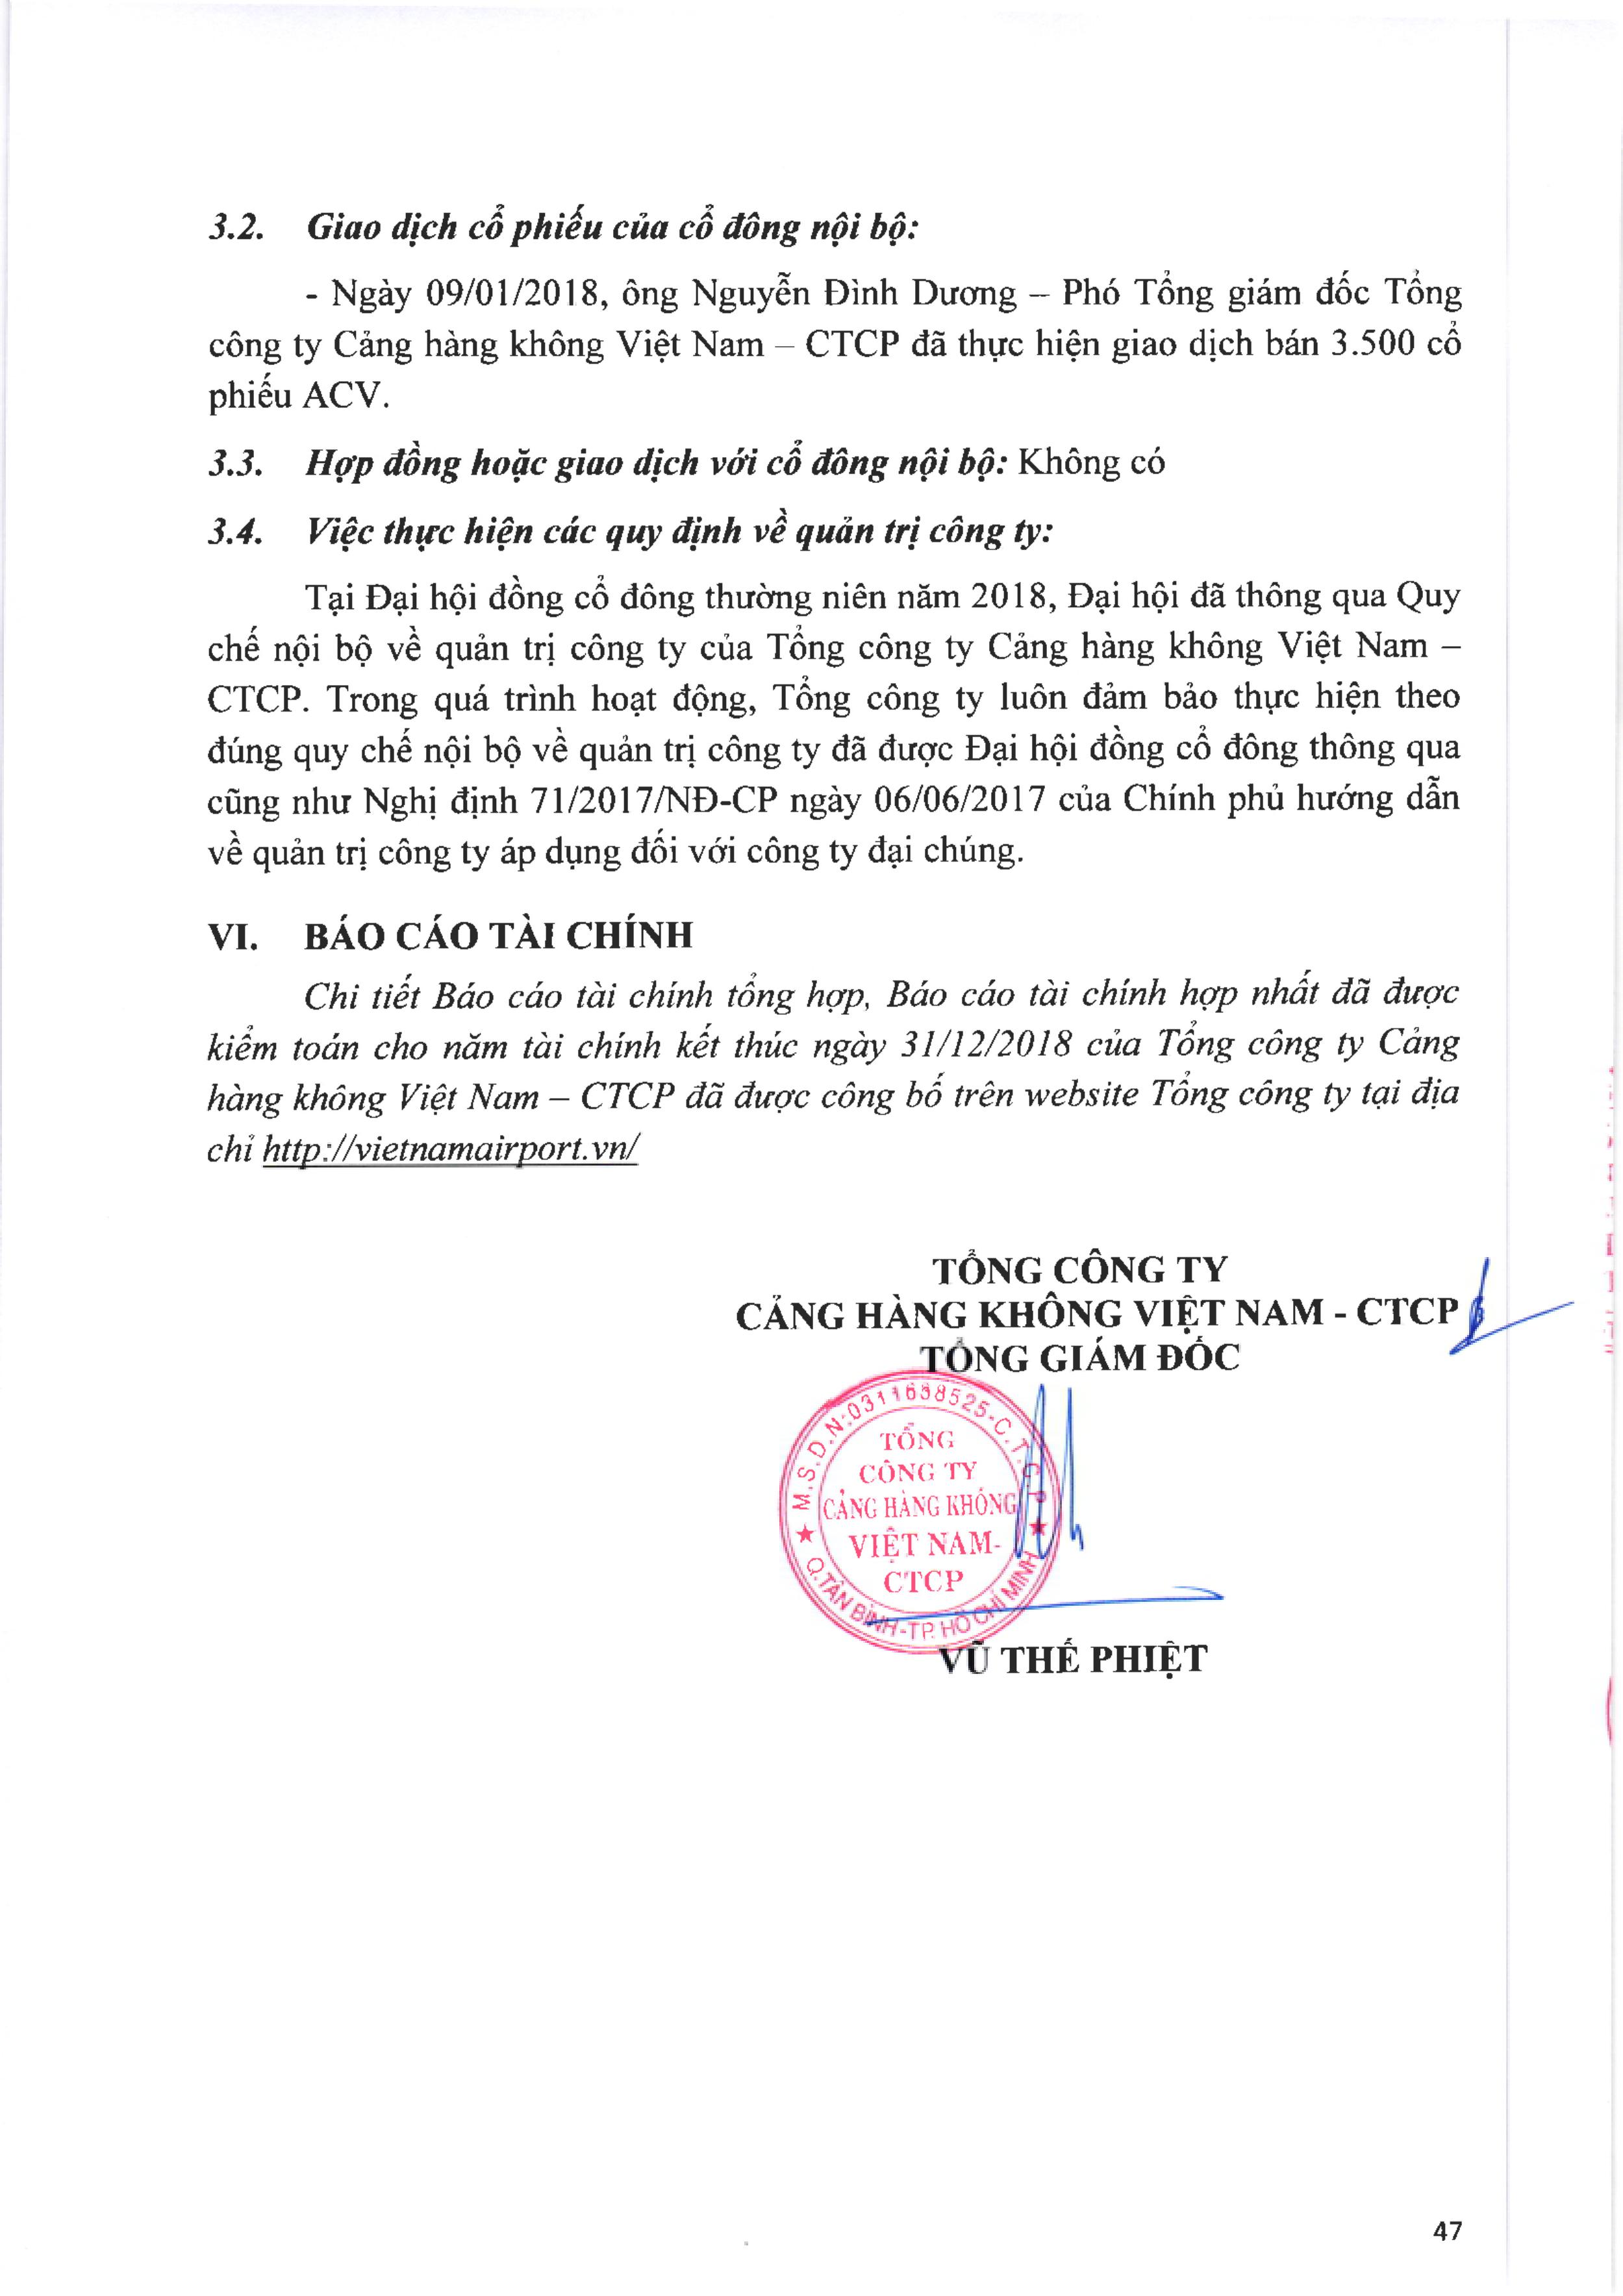 3.2. Giao dịch cổ phiếu của cổ đông nội bộ:
- Ngày 09/01/2018, ông Nguyễn Đình Dương – Phó Tổng giám đốc Tổng
công ty Cảng hàng không Việt Nam – CTCP đã thực hiện giao dịch bán 3.500 cổ
phiếu ACV.
3.3. Hợp đồng hoặc giao dịch với cổ đông nội bộ: Không có
3.4. Việc thực hiện các quy định về quản trị công ty:
Tại Đại hội đồng cổ đông thường niên năm 2018, Đại hội đã thông qua Quy
chế nội bộ về quản trị công ty của Tổng công ty Cảng hàng không Việt Nam –
CTCP. Trong quá trình hoạt động, Tổng công ty luôn đảm bảo thực hiện theo
đúng quy chế nội bộ về quản trị công ty đã được Đại hội đồng cổ đông thông qua
cũng như Nghị định 71/2017/NĐ-CP ngày 06/06/2017 của Chính phủ hướng dẫn
về quản trị công ty áp dụng đối với công ty đại chúng.
VI. BÁO CÁO TÀI CHÍNH
Chi tiết Báo cáo tài chính tổng hợp, Báo cáo tài chính hợp nhất đã được
kiểm toán cho năm tài chính kết thúc ngày 31/12/2018 của Tổng công ty Cảng
hàng không Việt Nam – CTCP đã được công bố trên website Tổng công ty tại địa
chỉ http://vietnamairport.vn/
TỔNG CÔNG TY
CẢNG HÀNG KHÔNG VIỆT NAM - CTCP
TỔNG GIÁM ĐỐC
M.S.D.N:0311638525-C.T.C.P
TỔNG
CÔNG TY
CẢNG HÀNG KHÔNG
VIỆT NAM-
CTCP
Q.TÂN BÌNH-TP.HỒ CHÍ MINH
VŨ THẾ PHIỆT
47